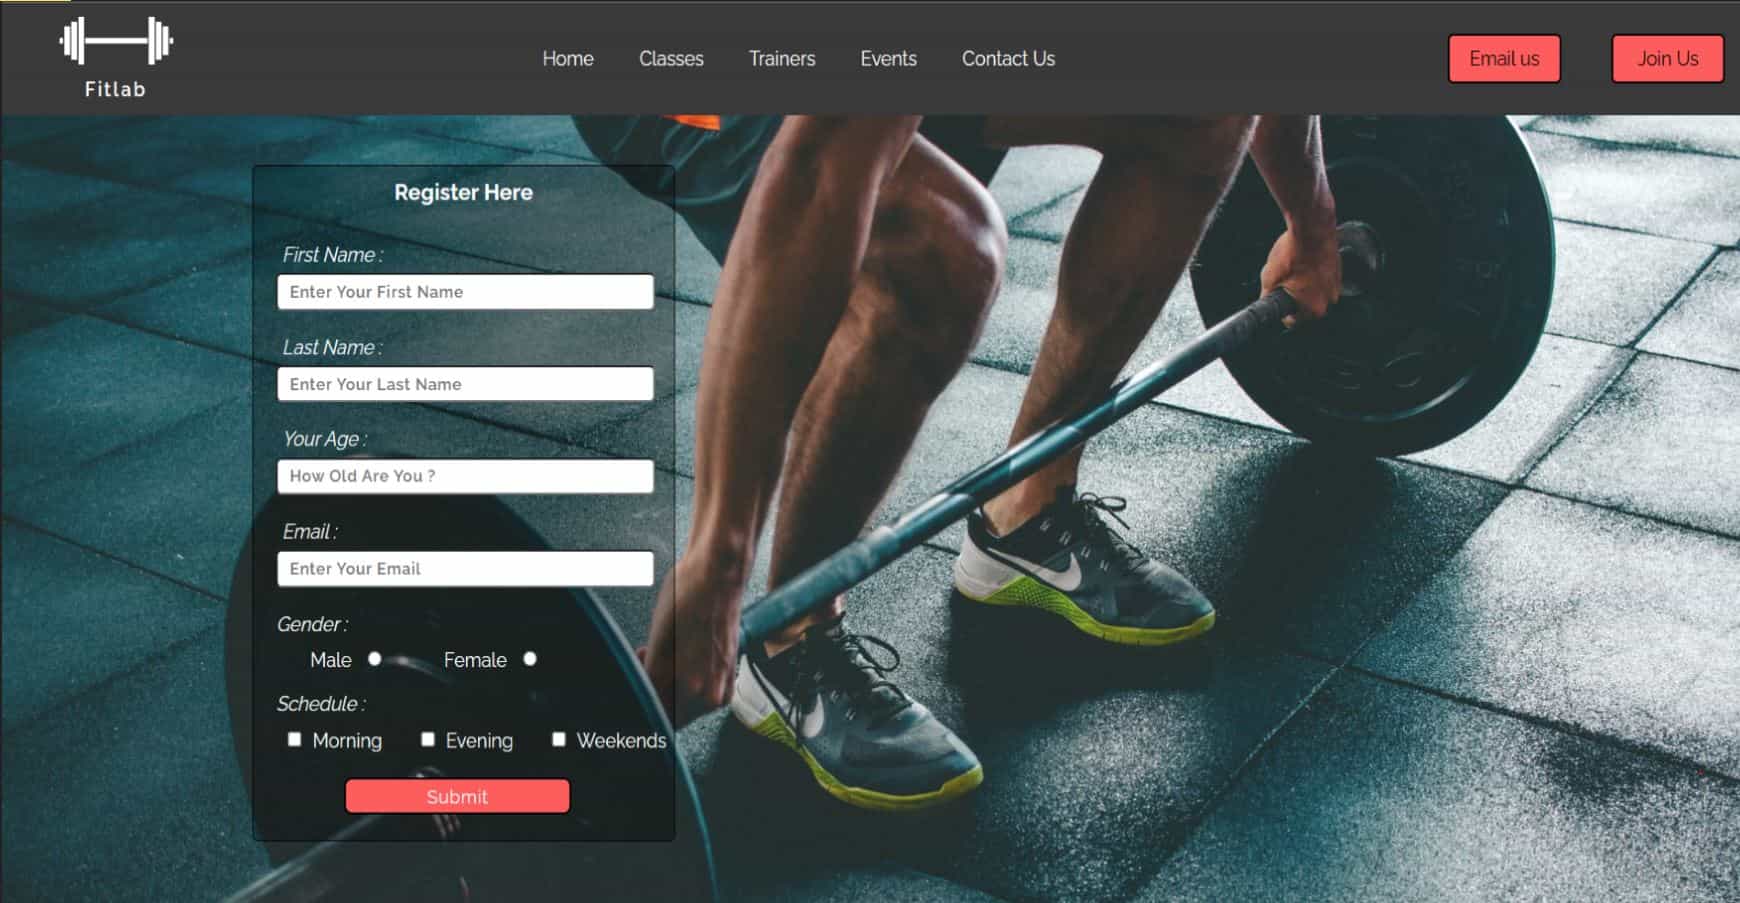 Fitlab
Home Classes Trainers Events Contact Us
Email us Join Us
Register Here
First Name :
Enter Your First Name
Last Name :
Enter Your Last Name
Your Age :
How Old Are You ?
Email :
Enter Your Email
Gender :
Male Female
Schedule :
Morning Evening Weekends
Submit